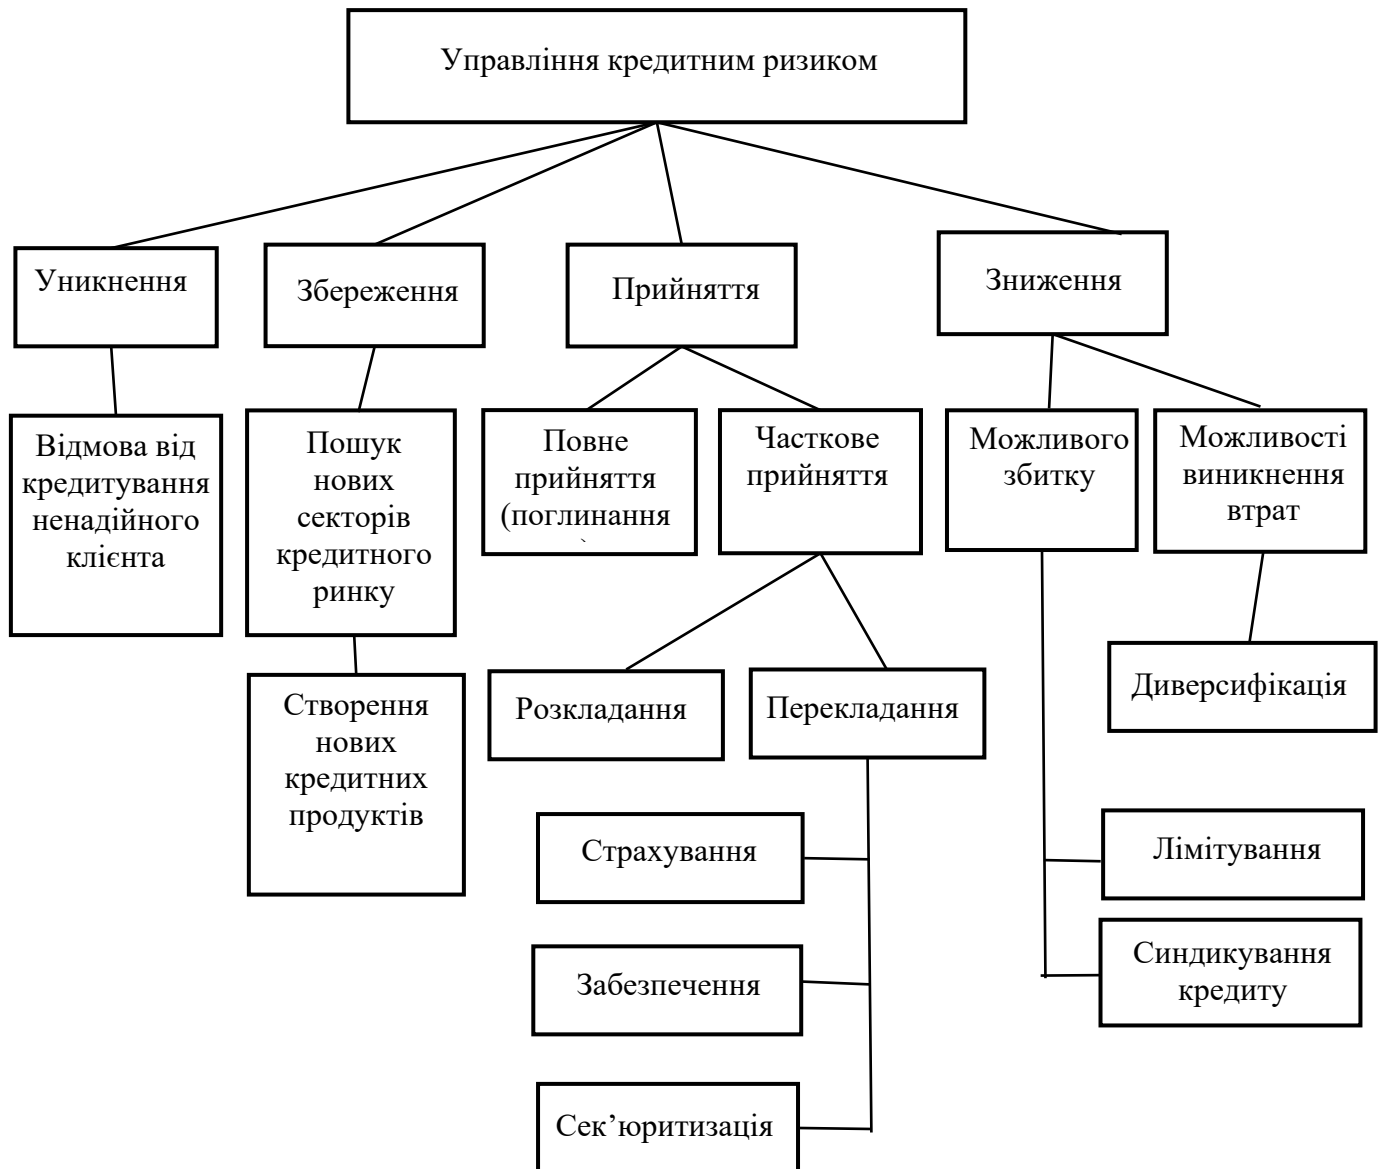 Управління кредитним ризиком
Уникнення
Збереження
Прийняття
Зниження
Відмова від
кредитування
ненадійного
клієнта
Пошук
нових
секторів
кредитного
ринку
Повне
прийняття
(поглинання
Часткове
прийняття
Можливого
збитку
Можливості
виникнення
втрат
Створення
нових
кредитних
продуктів
Розкладання
Перекладання
Диверсифікація
Страхування
Лімітування
Забезпечення
Синдикування
кредиту
Сек’юритизація